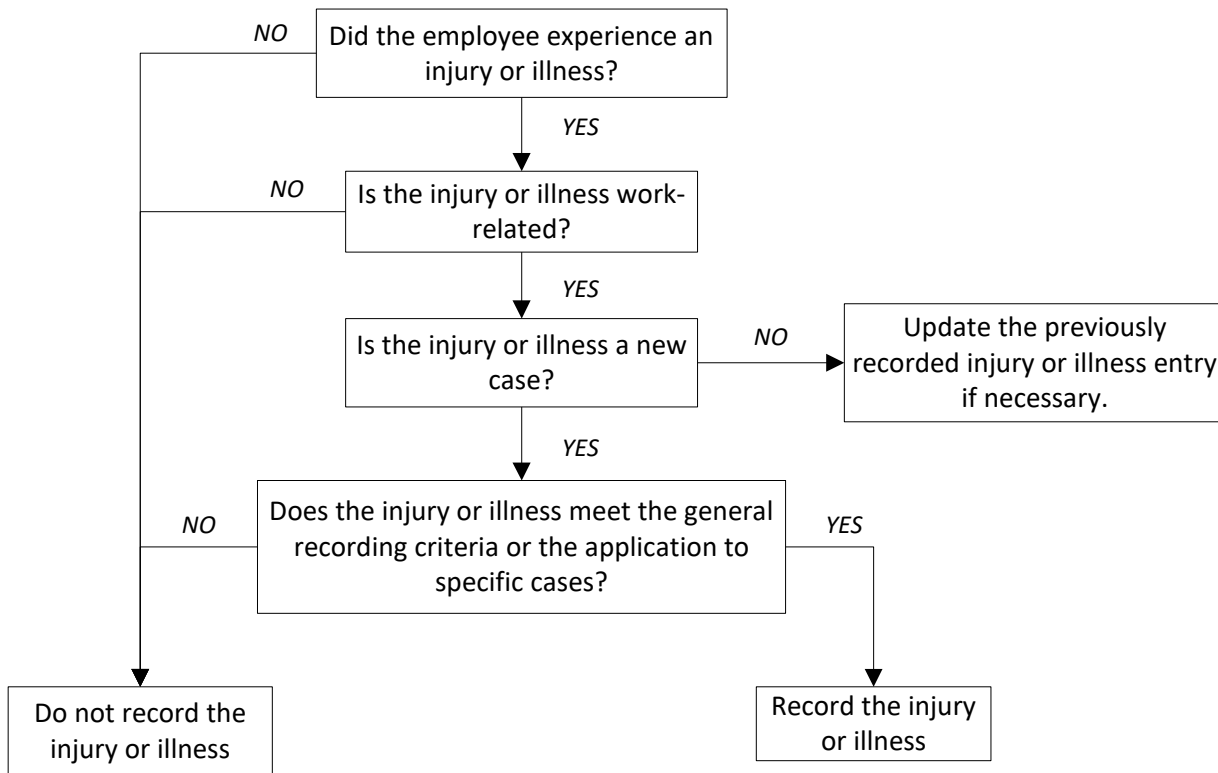 NO
Did the employee experience an
injury or illness?
YES
NO
Is the injury or illness work-
related?
YES
Is the injury or illness a new
case?
NO
Update the previously
recorded injury or illness entry
if necessary.
YES
NO
Does the injury or illness meet the general
recording criteria or the application to
specific cases?
YES
Do not record the
injury or illness
Record the injury
or illness